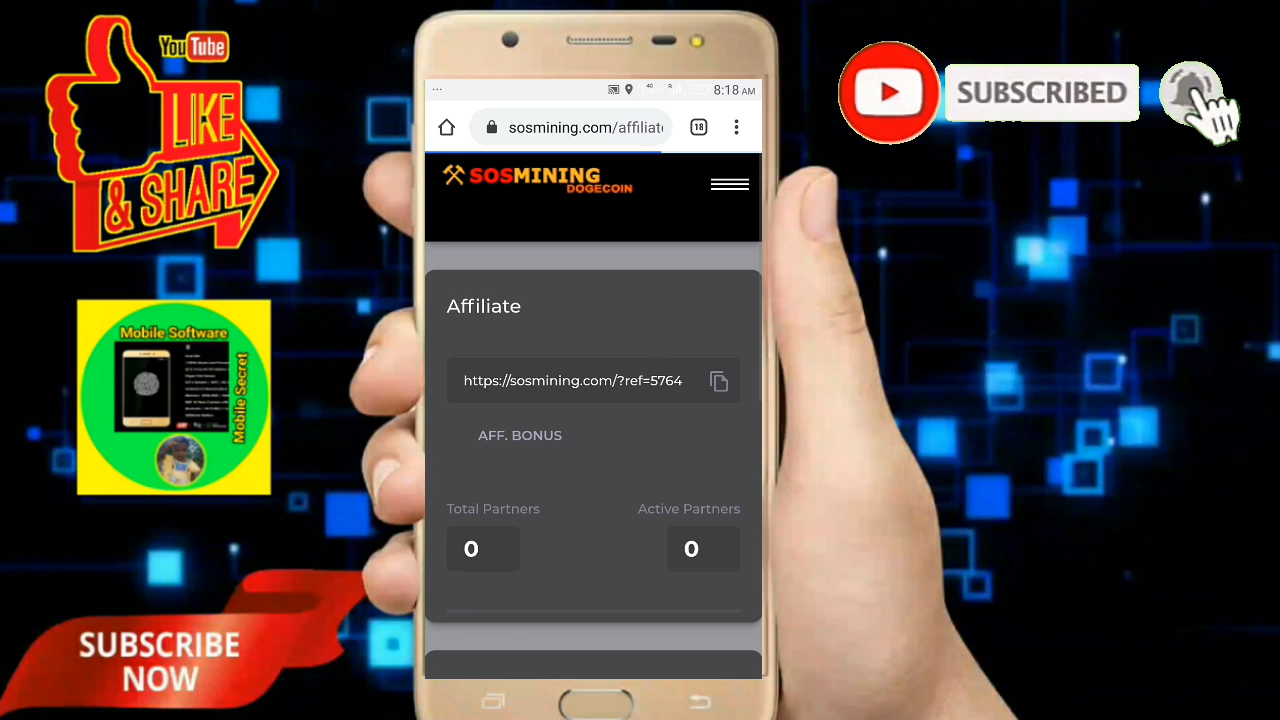 YouTube
LIKE
& SHARE
SUBSCRIBED
Mobile Software
Mobile Secret
SUBSCRIBE
NOW
8:18 AM
sosmining.com/affiliat
18
SOSMINING
DOGECOIN
Affiliate
https://sosmining.com/?ref=5764
AFF. BONUS
Total Partners
Active Partners
0
0